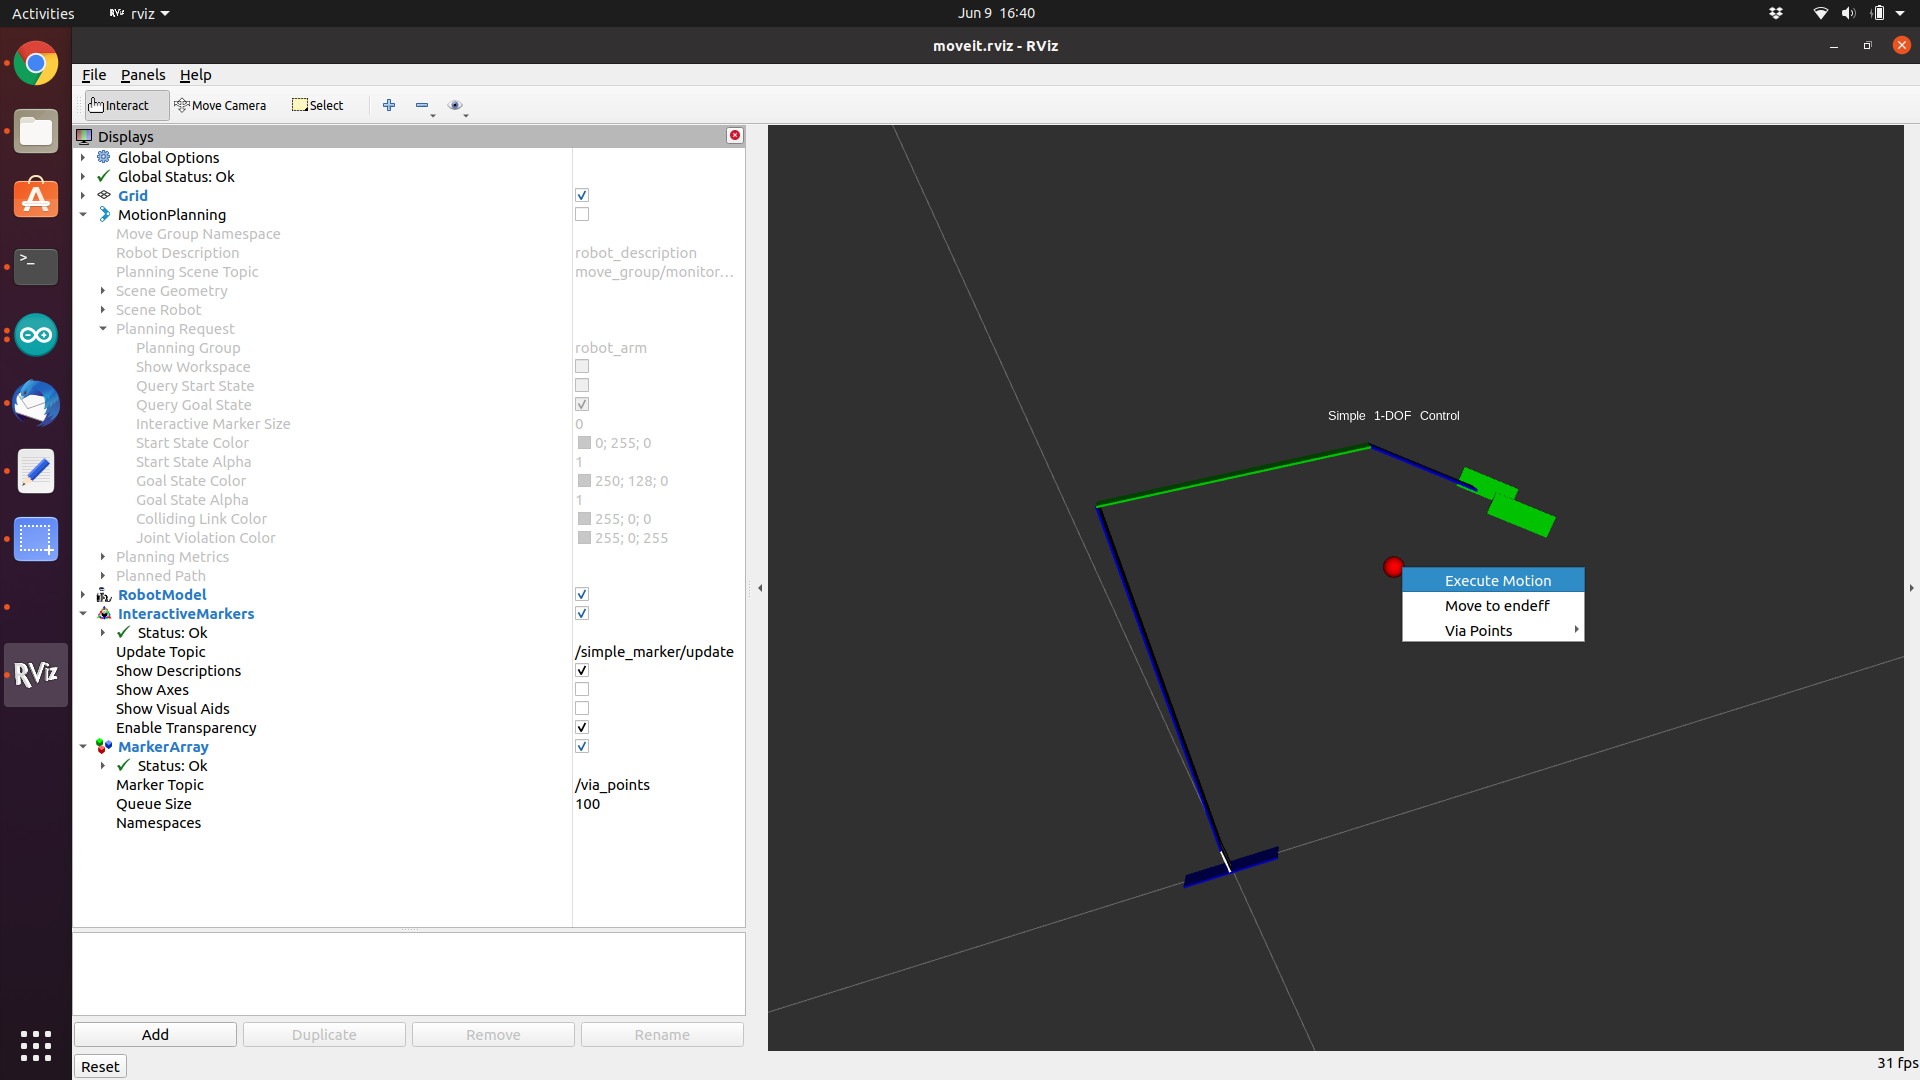 Activities RViz rviz Jun 9 16:40
moveit.rviz - RViz
File Panels Help
Interact Move Camera Select
Displays
Global Options
Global Status: Ok
Grid
MotionPlanning
Move Group Namespace
Robot Description robot_description
Planning Scene Topic move_group/monitor...
Scene Geometry
Scene Robot
Planning Request
Planning Group robot_arm
Show Workspace
Query Start State
Query Goal State
Interactive Marker Size 0
Start State Color 0; 255; 0
Start State Alpha 1
Goal State Color 250; 128; 0
Goal State Alpha 1
Colliding Link Color 255; 0; 0
Joint Violation Color 255; 0; 255
Planning Metrics
Planned Path
RobotModel
InteractiveMarkers
Status: Ok
Update Topic /simple_marker/update
Show Descriptions
Show Axes
Show Visual Aids
Enable Transparency
MarkerArray
Status: Ok
Marker Topic /via_points
Queue Size 100
Namespaces
Add Duplicate Remove Rename
Reset
Simple 1-DOF Control
Execute Motion
Move to endeff
Via Points
31 fps
>_
RViz